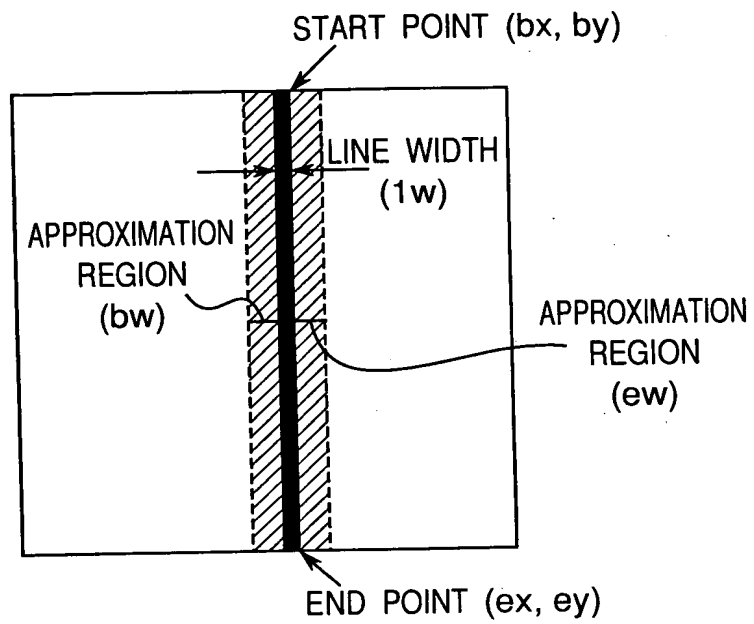 START POINT (bx, by)
LINE WIDTH
(1w)
APPROXIMATION
REGION
(bw)
APPROXIMATION
REGION
(ew)
END POINT (ex, ey)